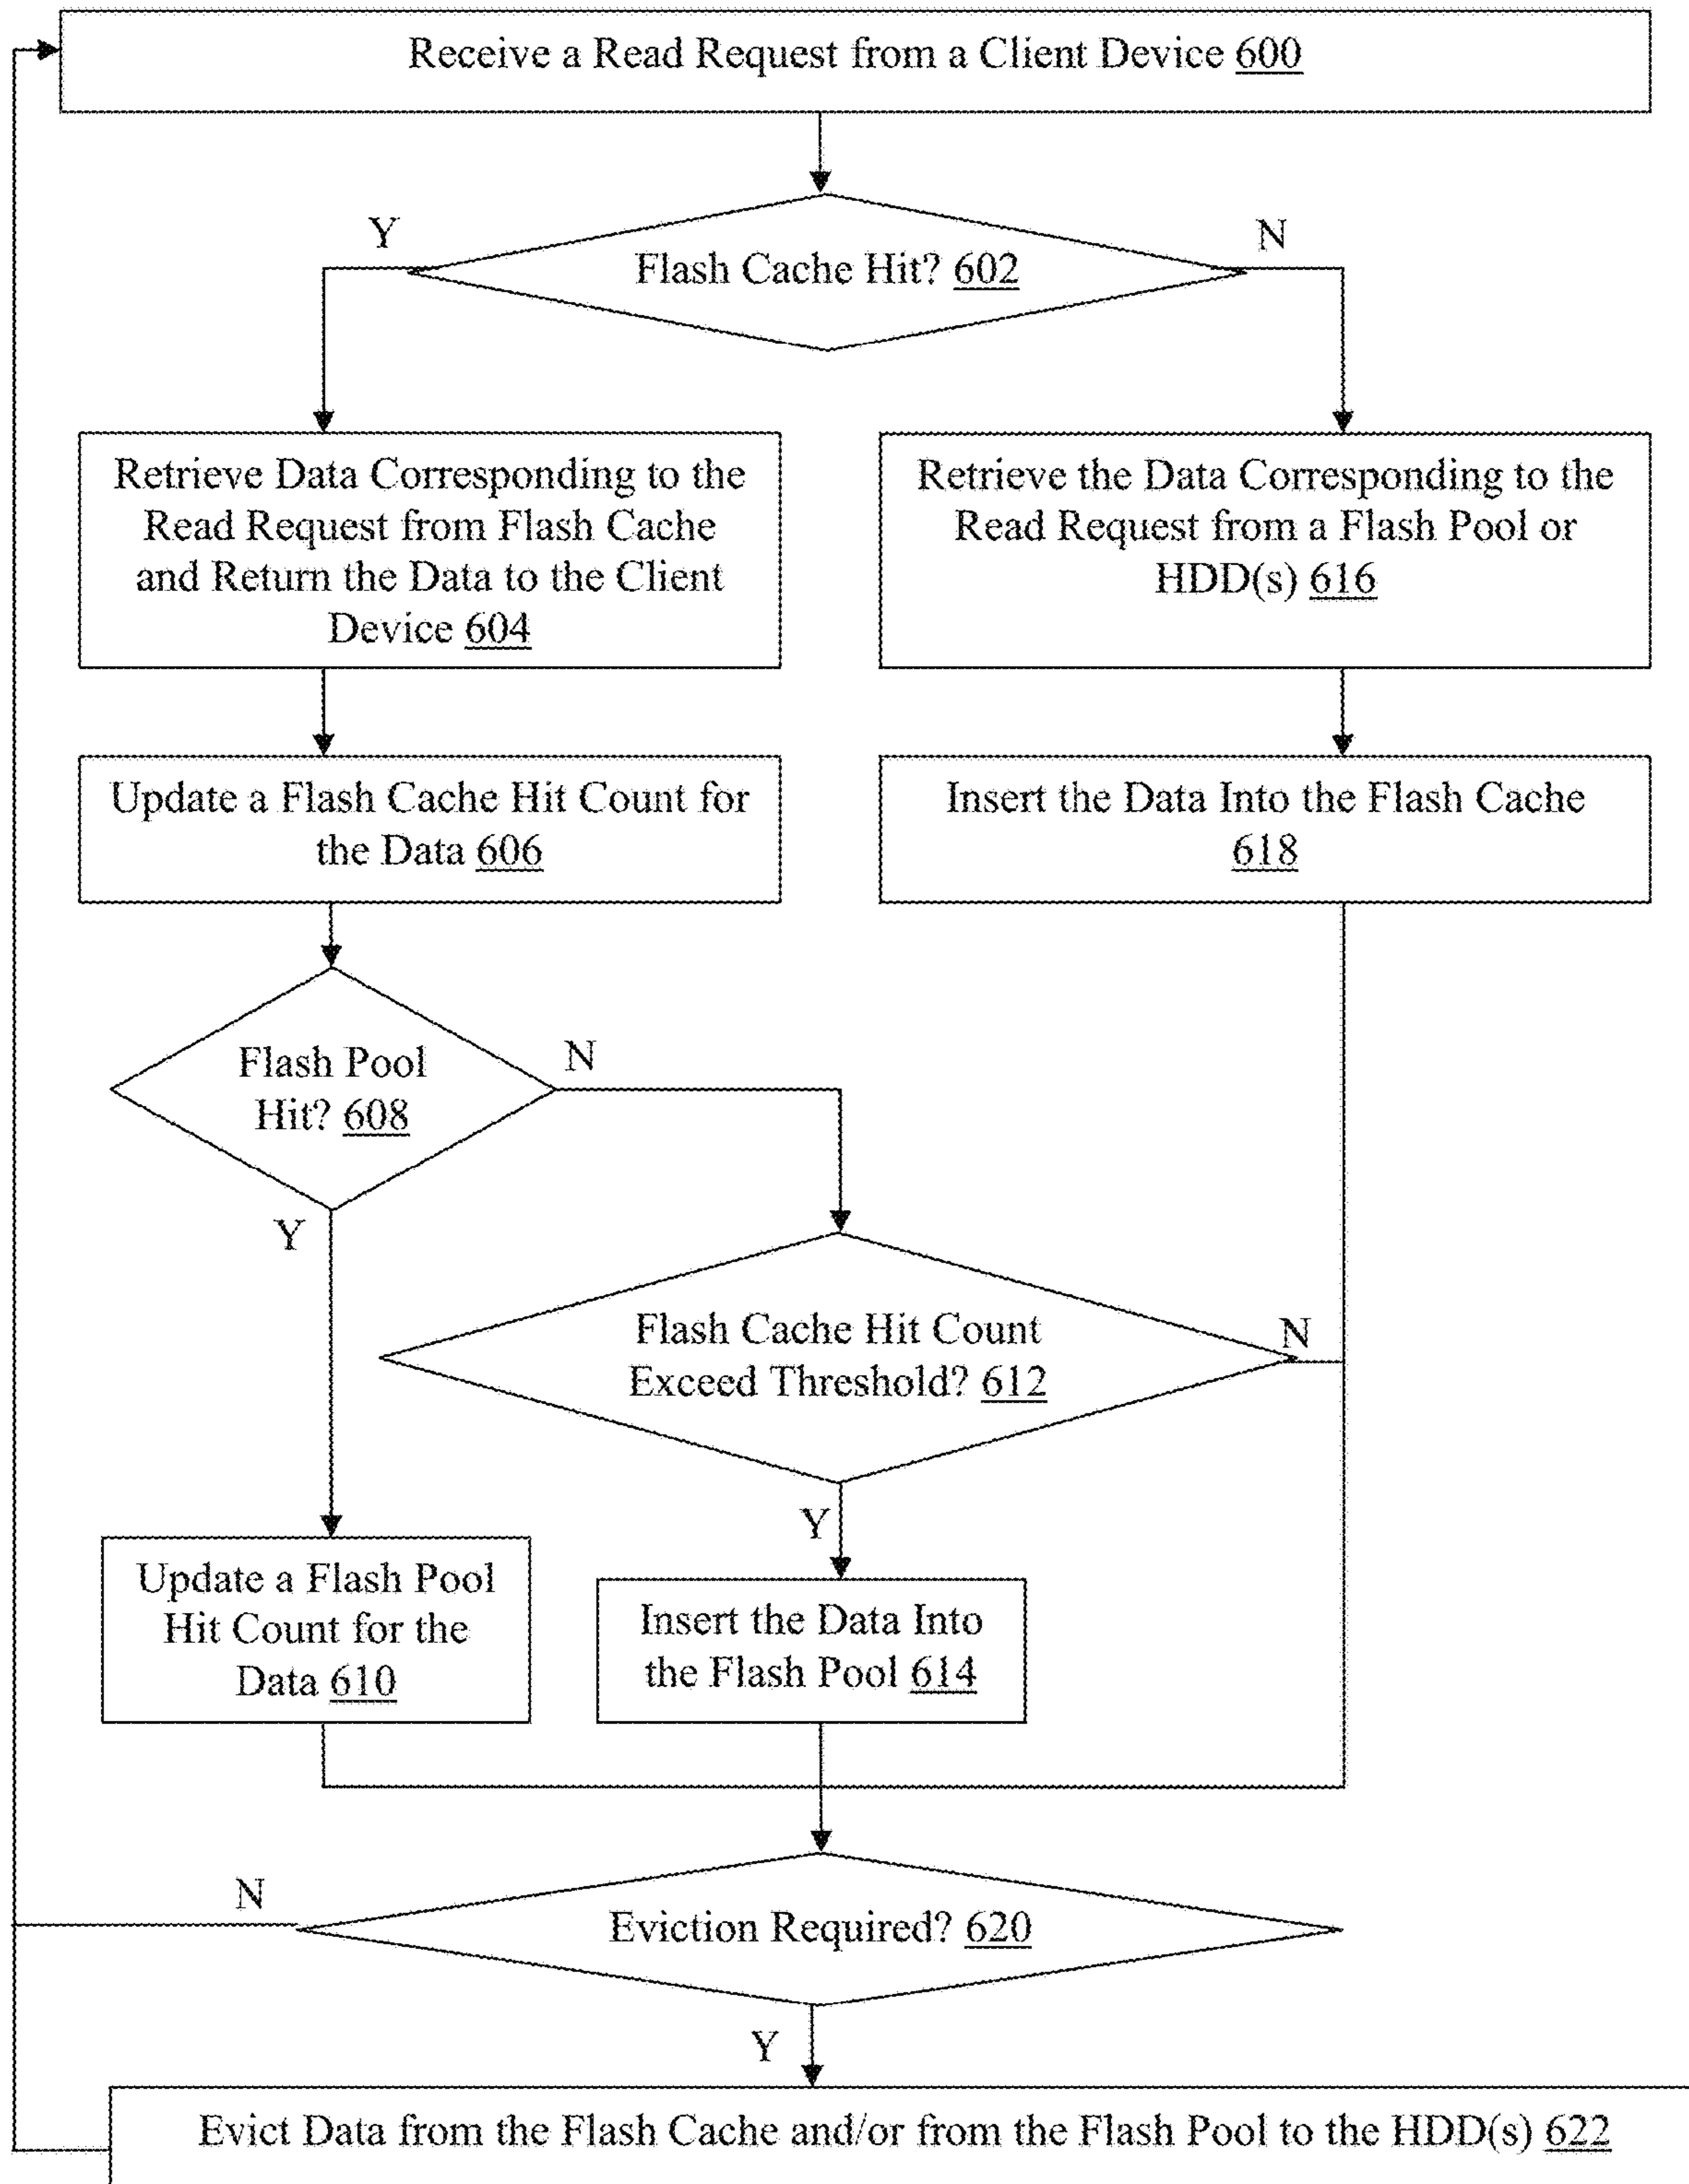 Receive a Read Request from a Client Device 600
Y
N
Flash Cache Hit? 602
Retrieve Data Corresponding to the
Read Request from Flash Cache
and Return the Data to the Client
Device 604
Retrieve the Data Corresponding to the
Read Request from a Flash Pool or
HDD(s) 616
Update a Flash Cache Hit Count for
the Data 606
Insert the Data Into the Flash Cache
618
Flash Pool
Hit? 608
N
Y
Flash Cache Hit Count
Exceed Threshold? 612
N
Y
Update a Flash Pool
Hit Count for the
Data 610
Insert the Data Into
the Flash Pool 614
N
Eviction Required? 620
Y
Evict Data from the Flash Cache and/or from the Flash Pool to the HDD(s) 622